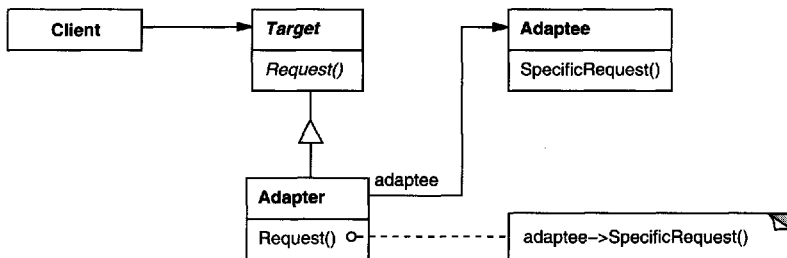 Client
Target
Request()
Adaptee
SpecificRequest()
adaptee
Adapter
Request()
adaptee–>SpecificRequest()